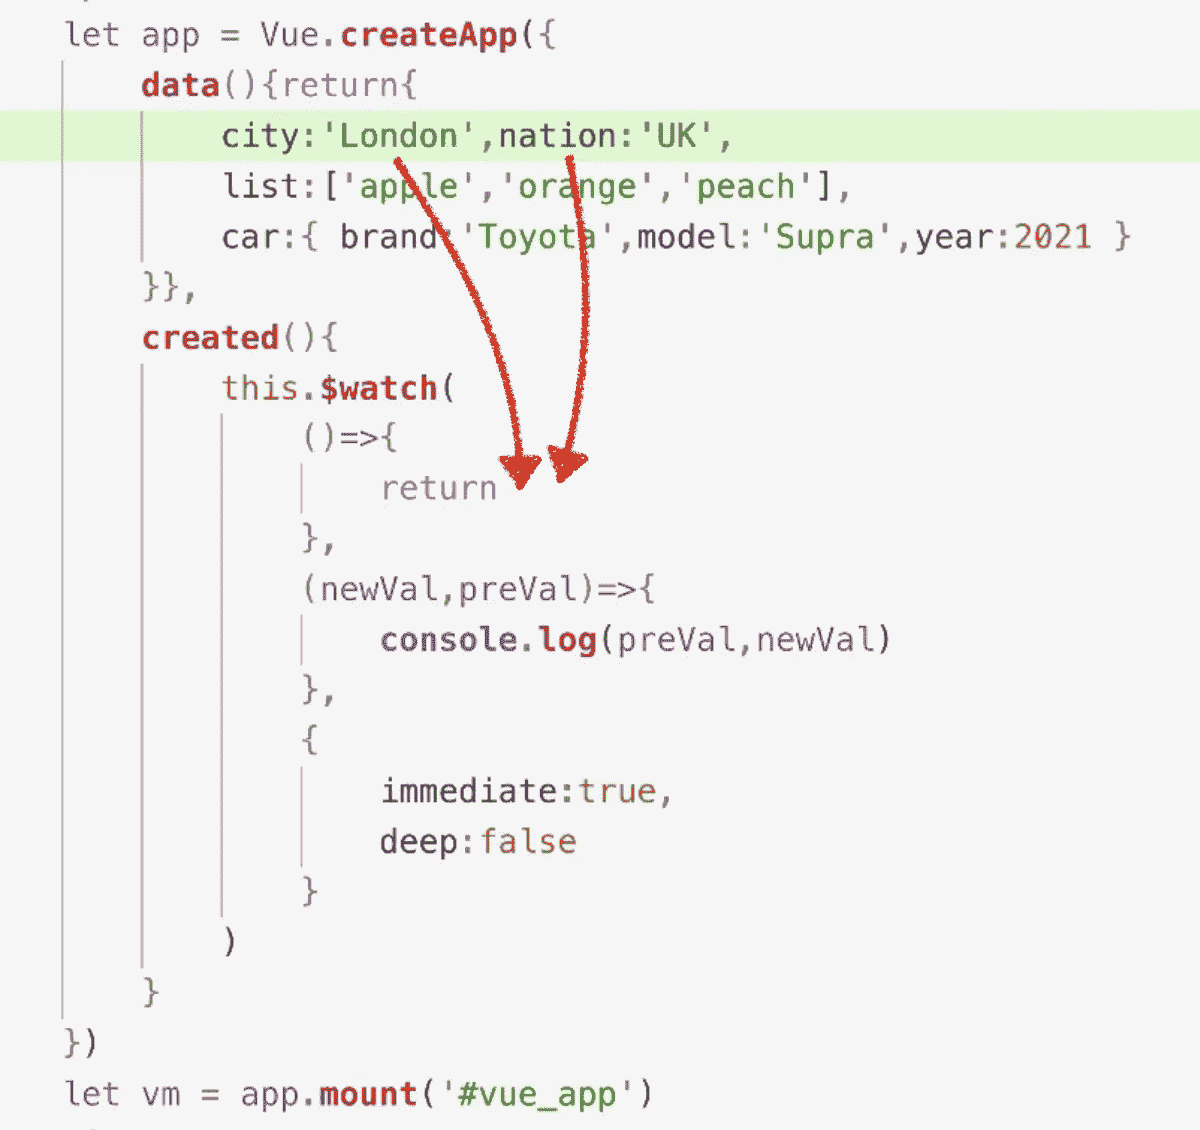 let app = Vue.createApp({
data(){return{
city:'London',nation:'UK',
list:['apple','orange','peach'],
car:{ brand:'Toyota',model:'Supra',year:2021 }
}},
created(){
this.$watch(
()=>{
return
},
(newVal,preVal)=>{
console.log(preVal,newVal)
},
{
immediate:true,
deep:false
}
)
}
})
let vm = app.mount('#vue_app')